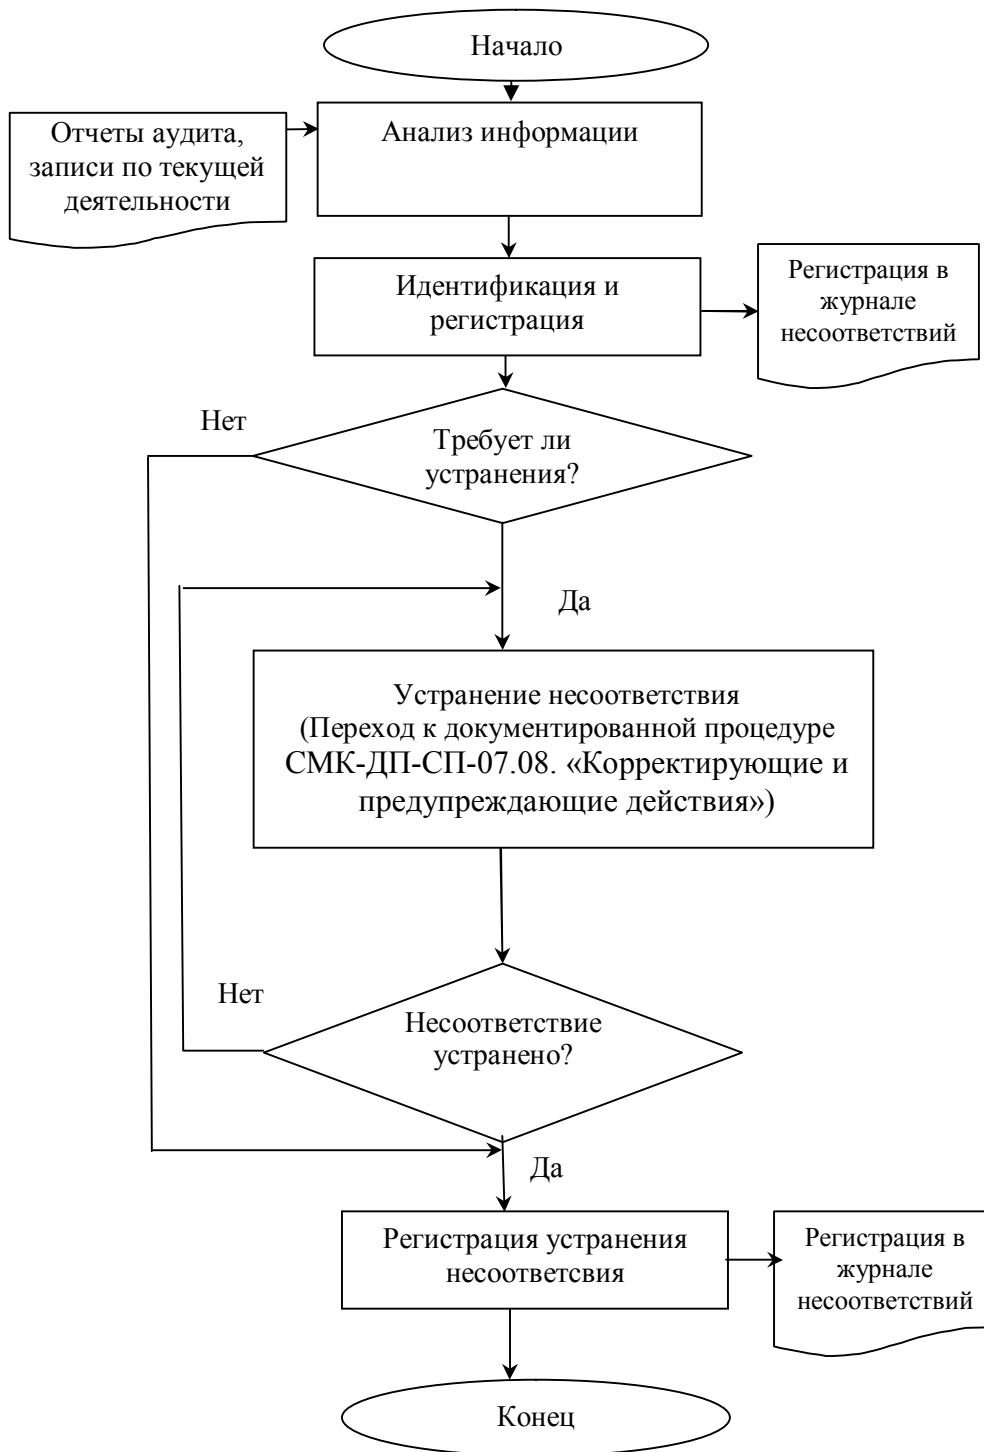 Начало
Отчеты аудита,
записи по текущей
деятельности
Анализ информации
Идентификация и
регистрация
Регистрация в
журнале
несоответствий
Нет
Требует ли
устранения?
Да
Устранение несоответствия
(Переход к документированной процедуре
СМК-ДП-СП-07.08. «Корректирующие и
предупреждающие действия»)
Нет
Несоответствие
устранено?
Да
Регистрация устранения
несоответсвия
Регистрация в
журнале
несоответствий
Конец